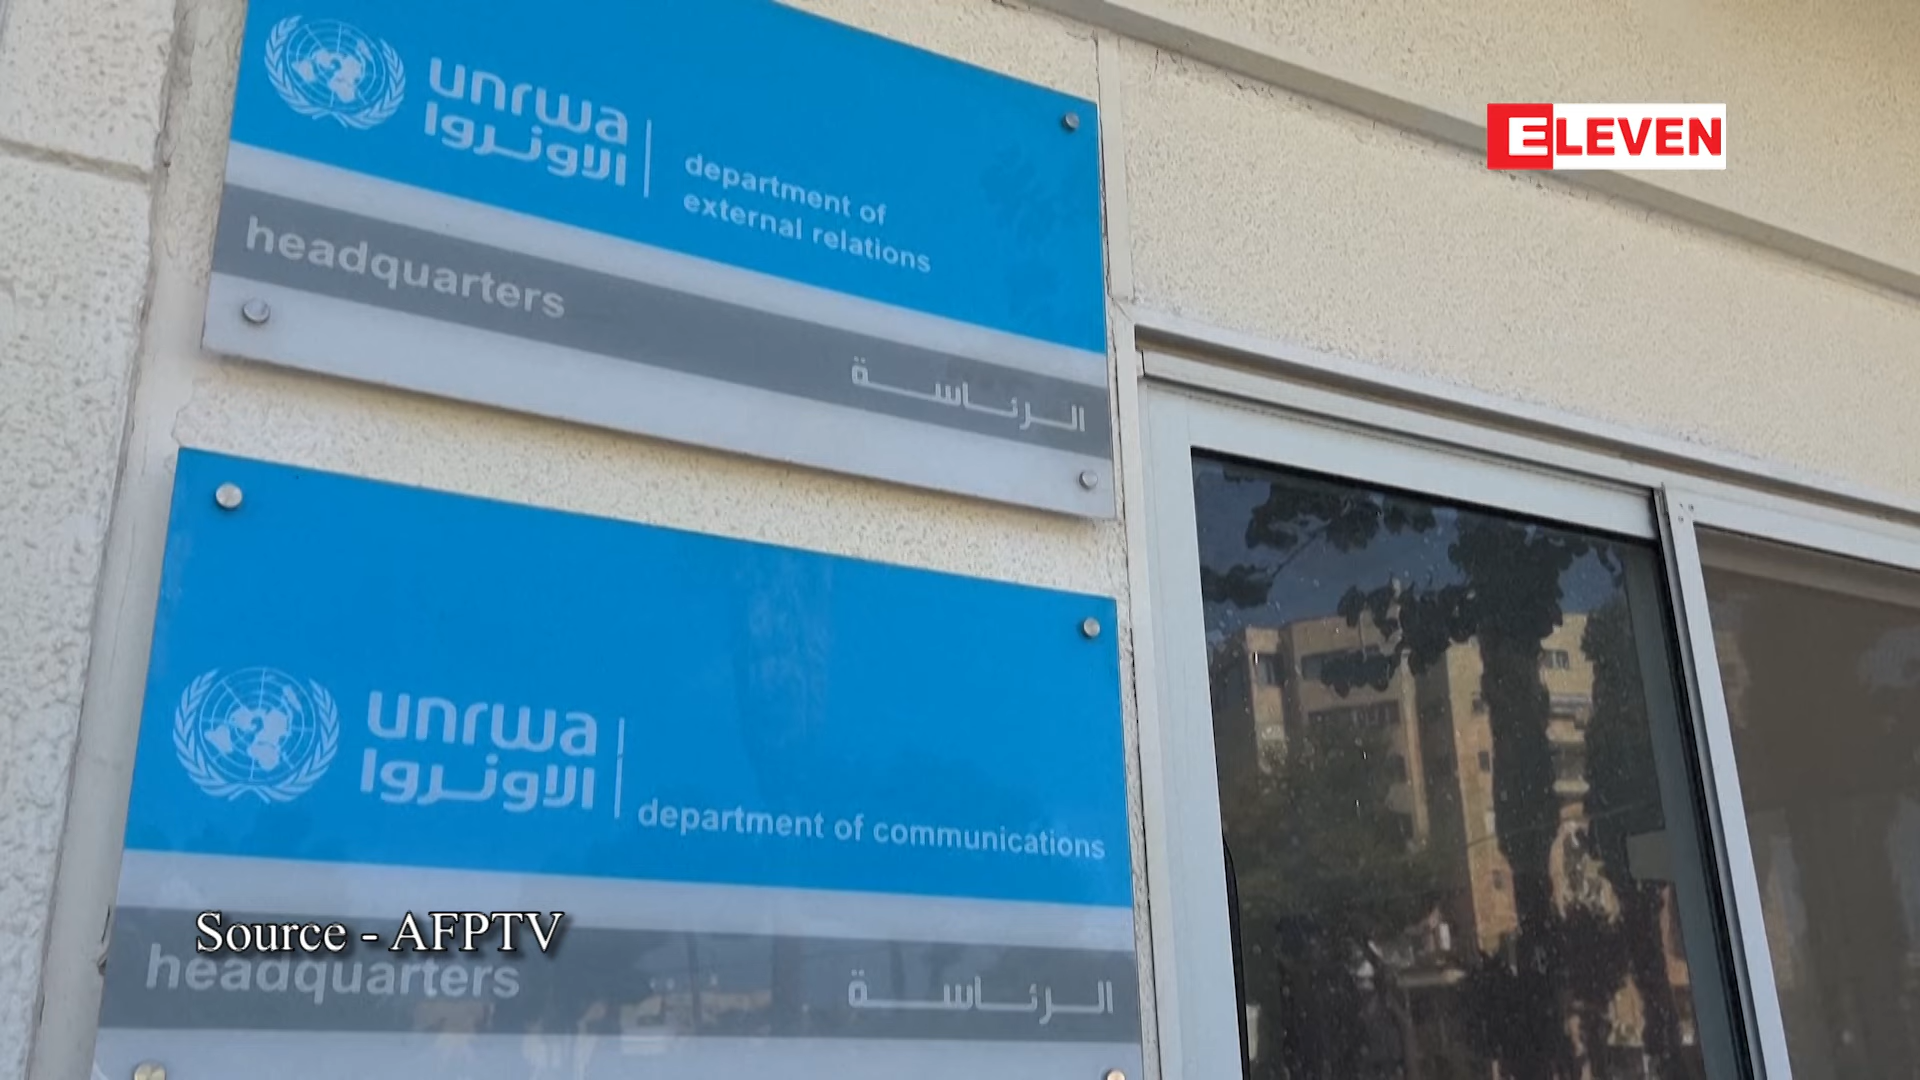 unrwa
الاونروا
department of
external relations
headquarters
الرئاسة
ELEVEN
unrwa
الاونروا
department of communications
Source - AFPTV
headquarters
الرئاسة